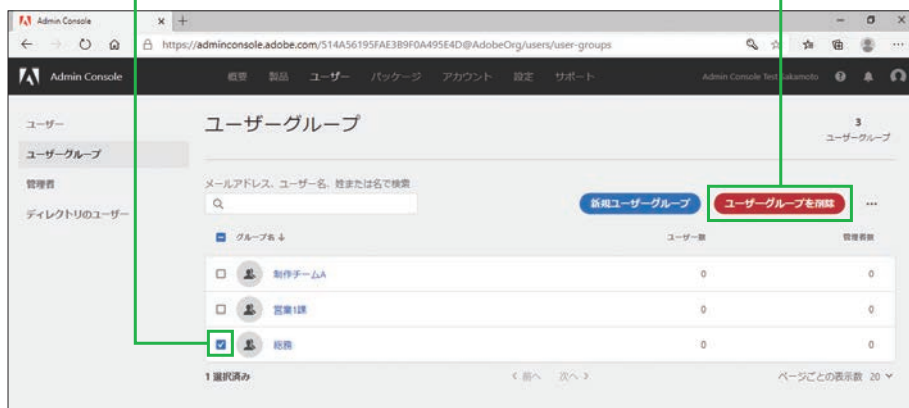 Admin Console
https://adminconsole.adobe.com/514A56195FAE3B9F0A495E4D@AdobeOrg/users/user-groups
Admin Console 概要 製品 ユーザー パッケージ アカウント 設定 サポート Admin Console Test Sakamoto
ユーザー
ユーザーグループ
管理者
ディレクトリのユーザー
ユーザーグループ
3
ユーザーグループ
メールアドレス、ユーザー名、姓または名で検索
新規ユーザーグループ ユーザーグループを削除 ...
グループ名 ↓ ユーザー数 管理者数
制作チームA 0 0
営業1課 0 0
総務 0 0
1 選択済み < 前へ 次へ > ページごとの表示数 20